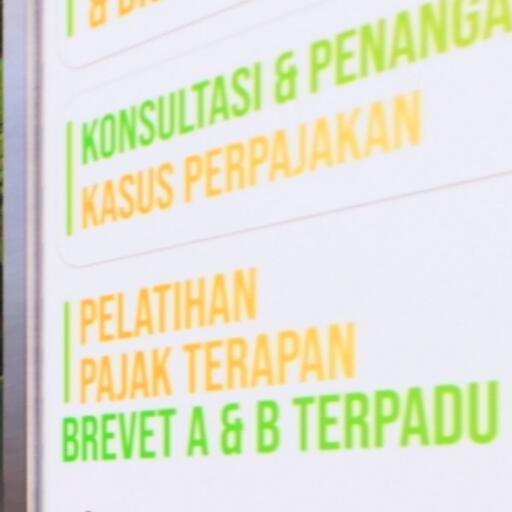 KONSULTASI & PENANGA
KASUS PERPAJAKAN
PELATIHAN
PAJAK TERAPAN
BREVET A & B TERPADU